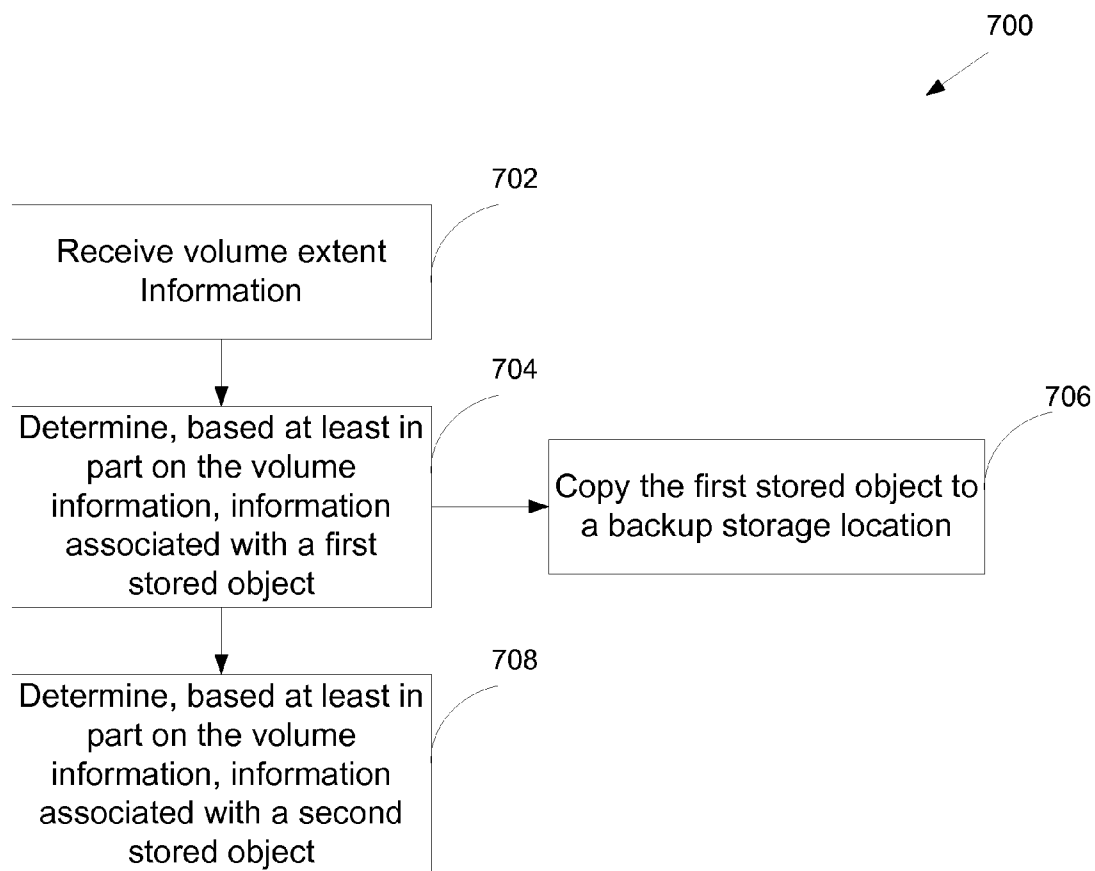 700
702
Receive volume extent
Information
704
Determine, based at least in
part on the volume
information, information
associated with a first
stored object
706
Copy the first stored object to
a backup storage location
708
Determine, based at least in
part on the volume
information, information
associated with a second
stored object